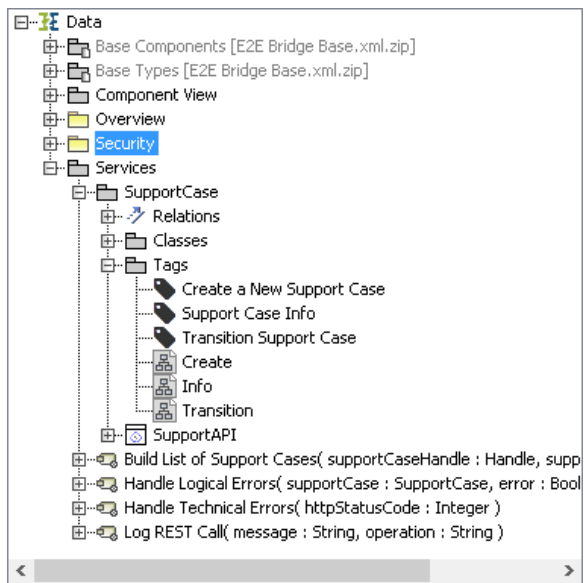 Data
Base Components [E2E Bridge Base.xml.zip]
Base Types [E2E Bridge Base.xml.zip]
Component View
Overview
Security
Services
SupportCase
Relations
Classes
Tags
Create a New Support Case
Support Case Info
Transition Support Case
Create
Info
Transition
SupportAPI
Build List of Support Cases( supportCaseHandle : Handle, supp
Handle Logical Errors( supportCase : SupportCase, error : Bool
Handle Technical Errors( httpStatusCode : Integer )
Log REST Call( message : String, operation : String )